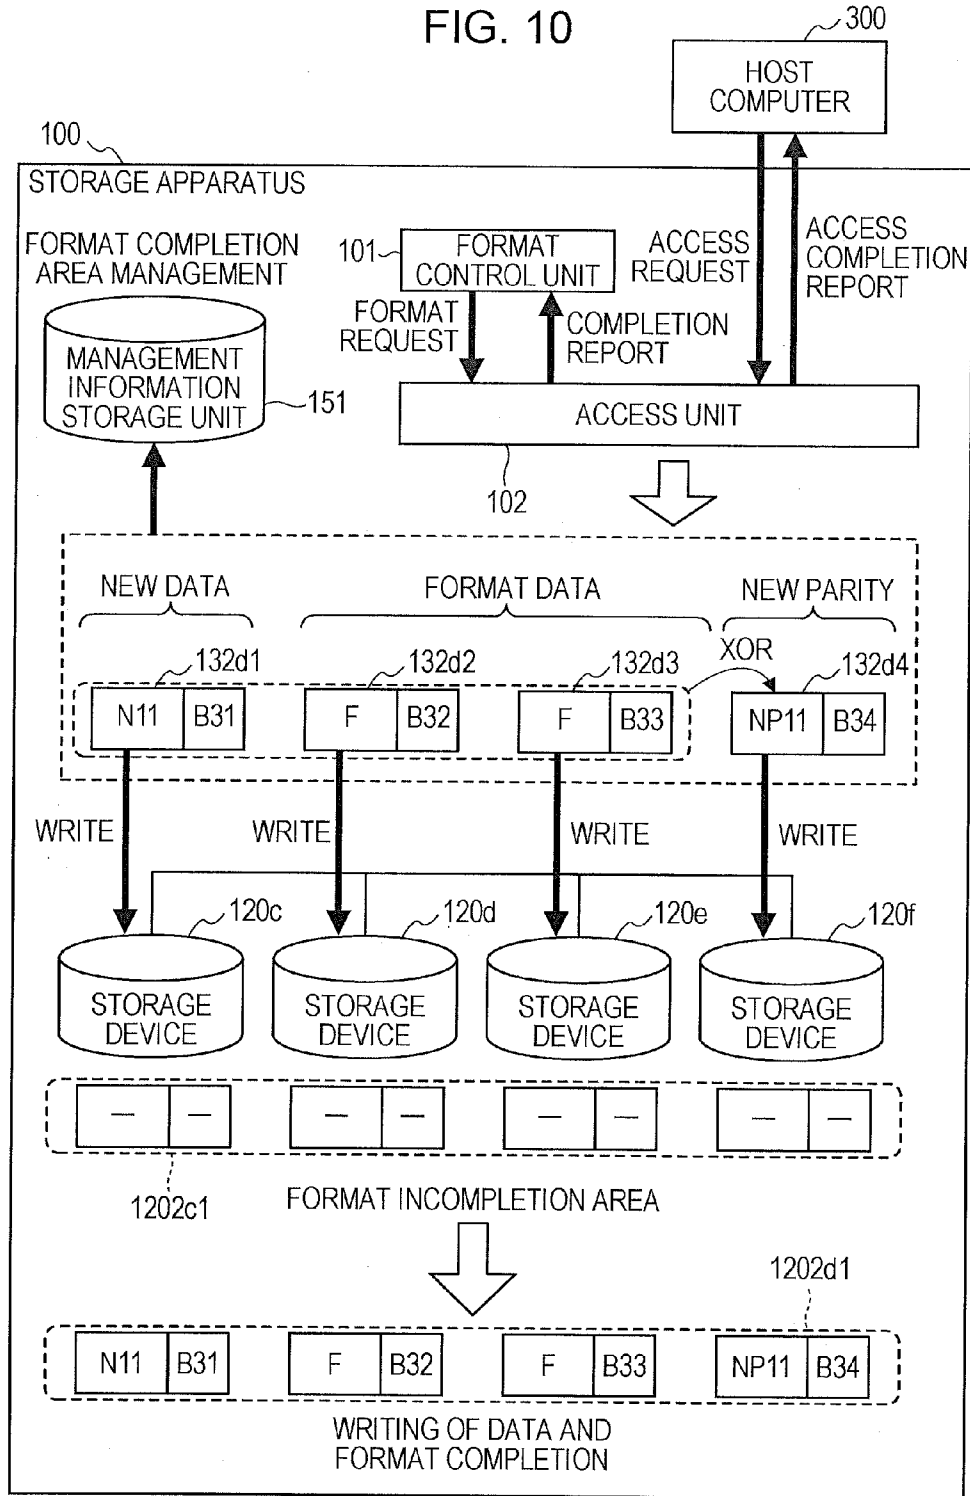 FIG. 10
300
HOST
COMPUTER
100
STORAGE APPARATUS
FORMAT COMPLETION
AREA MANAGEMENT
MANAGEMENT
INFORMATION
STORAGE UNIT
151
101
FORMAT
CONTROL UNIT
FORMAT
REQUEST
COMPLETION
REPORT
ACCESS
REQUEST
ACCESS
COMPLETION
REPORT
ACCESS UNIT
102
NEW DATA
FORMAT DATA
NEW PARITY
132d1
132d2
132d3
XOR
132d4
N11 B31
F B32
F B33
NP11 B34
WRITE
WRITE
WRITE
WRITE
120c
120d
120e
120f
STORAGE
DEVICE
STORAGE
DEVICE
STORAGE
DEVICE
STORAGE
DEVICE
— —
— —
— —
— —
1202c1
FORMAT INCOMPLETION AREA
1202d1
N11 B31
F B32
F B33
NP11 B34
WRITING OF DATA AND
FORMAT COMPLETION